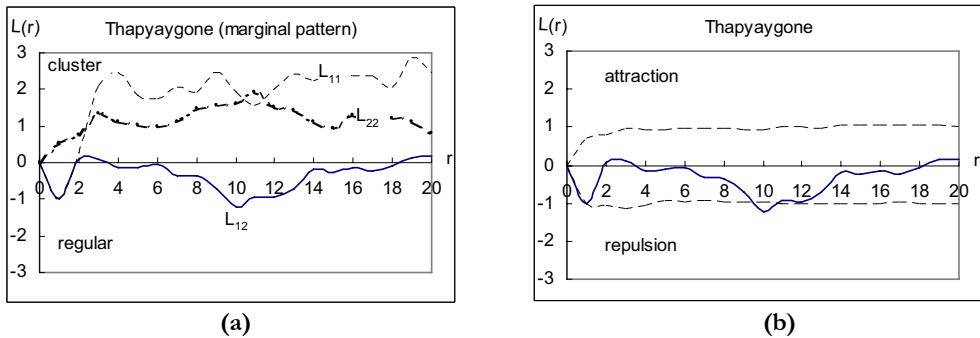 L(r) Thapyaygone (marginal pattern)
3
cluster
L11
2
1
L22
0
r
0 2 4 6 8 10 12 14 16 18 20
-1
L12
-2
regular
-3
(a)
L(r) Thapyaygone
3
attraction
2
1
0
r
0 2 4 6 8 10 12 14 16 18 20
-1
-2
repulsion
-3
(b)